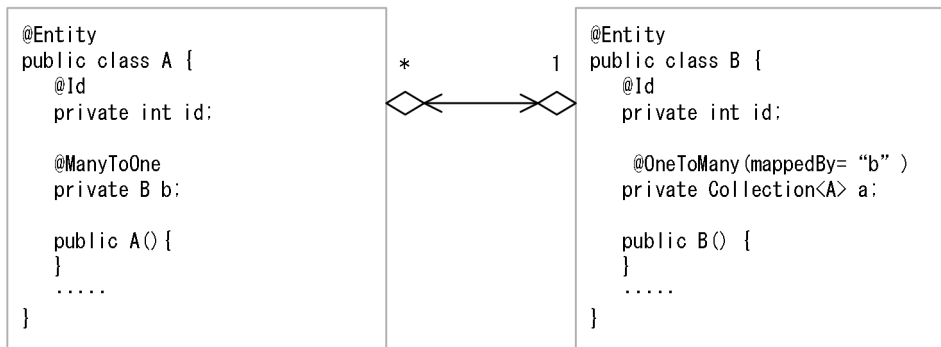 @Entity
public class A {
@Id
private int id;
@ManyToOne
private B b;
public A(){
}
.....
}
*
1
@Entity
public class B {
@Id
private int id;
@OneToMany(mappedBy= “b” )
private Collection<A> a;
public B() {
}
.....
}